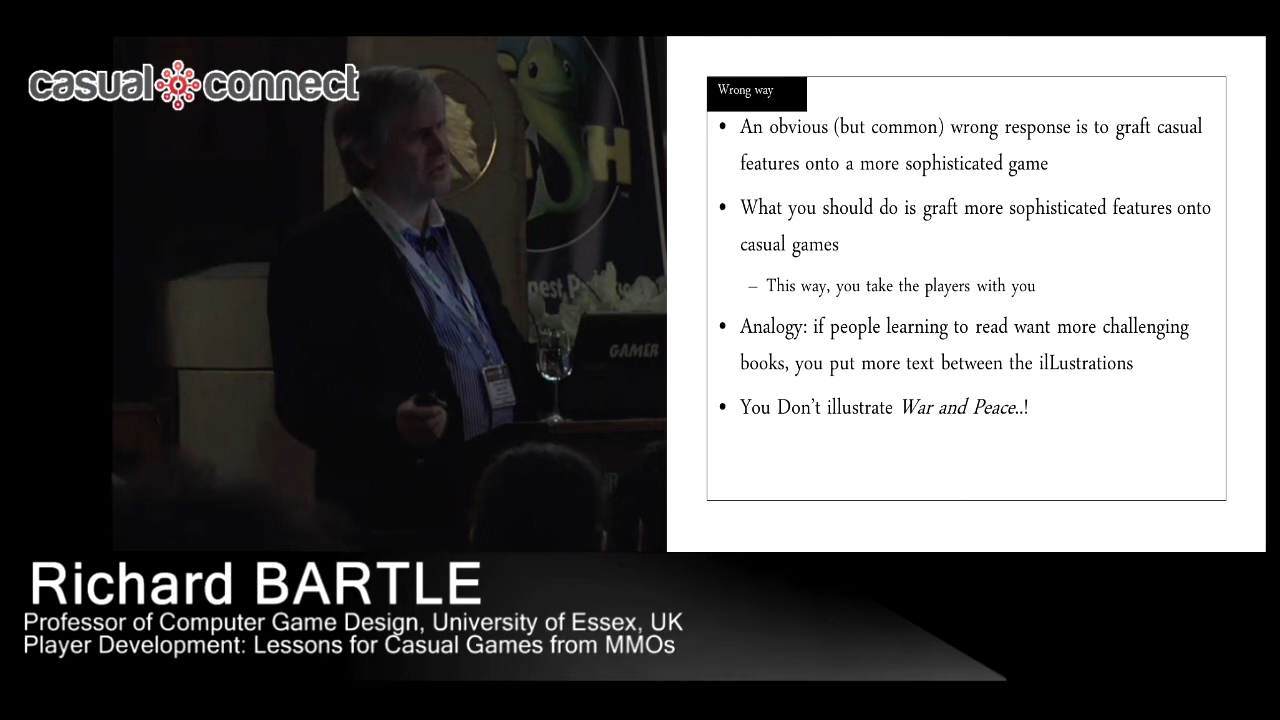 casual connect
GAMER
Wrong way
• An obvious (but common) wrong response is to graft casual
features onto a more sophisticated game
• What you should do is graft more sophisticated features onto
casual games
– This way, you take the players with you
• Analogy: if people learning to read want more challenging
books, you put more text between the ilLustrations
• You Don't illustrate War and Peace..!
Richard BARTLE
Professor of Computer Game Design, University of Essex, UK
Player Development: Lessons for Casual Games from MMOs